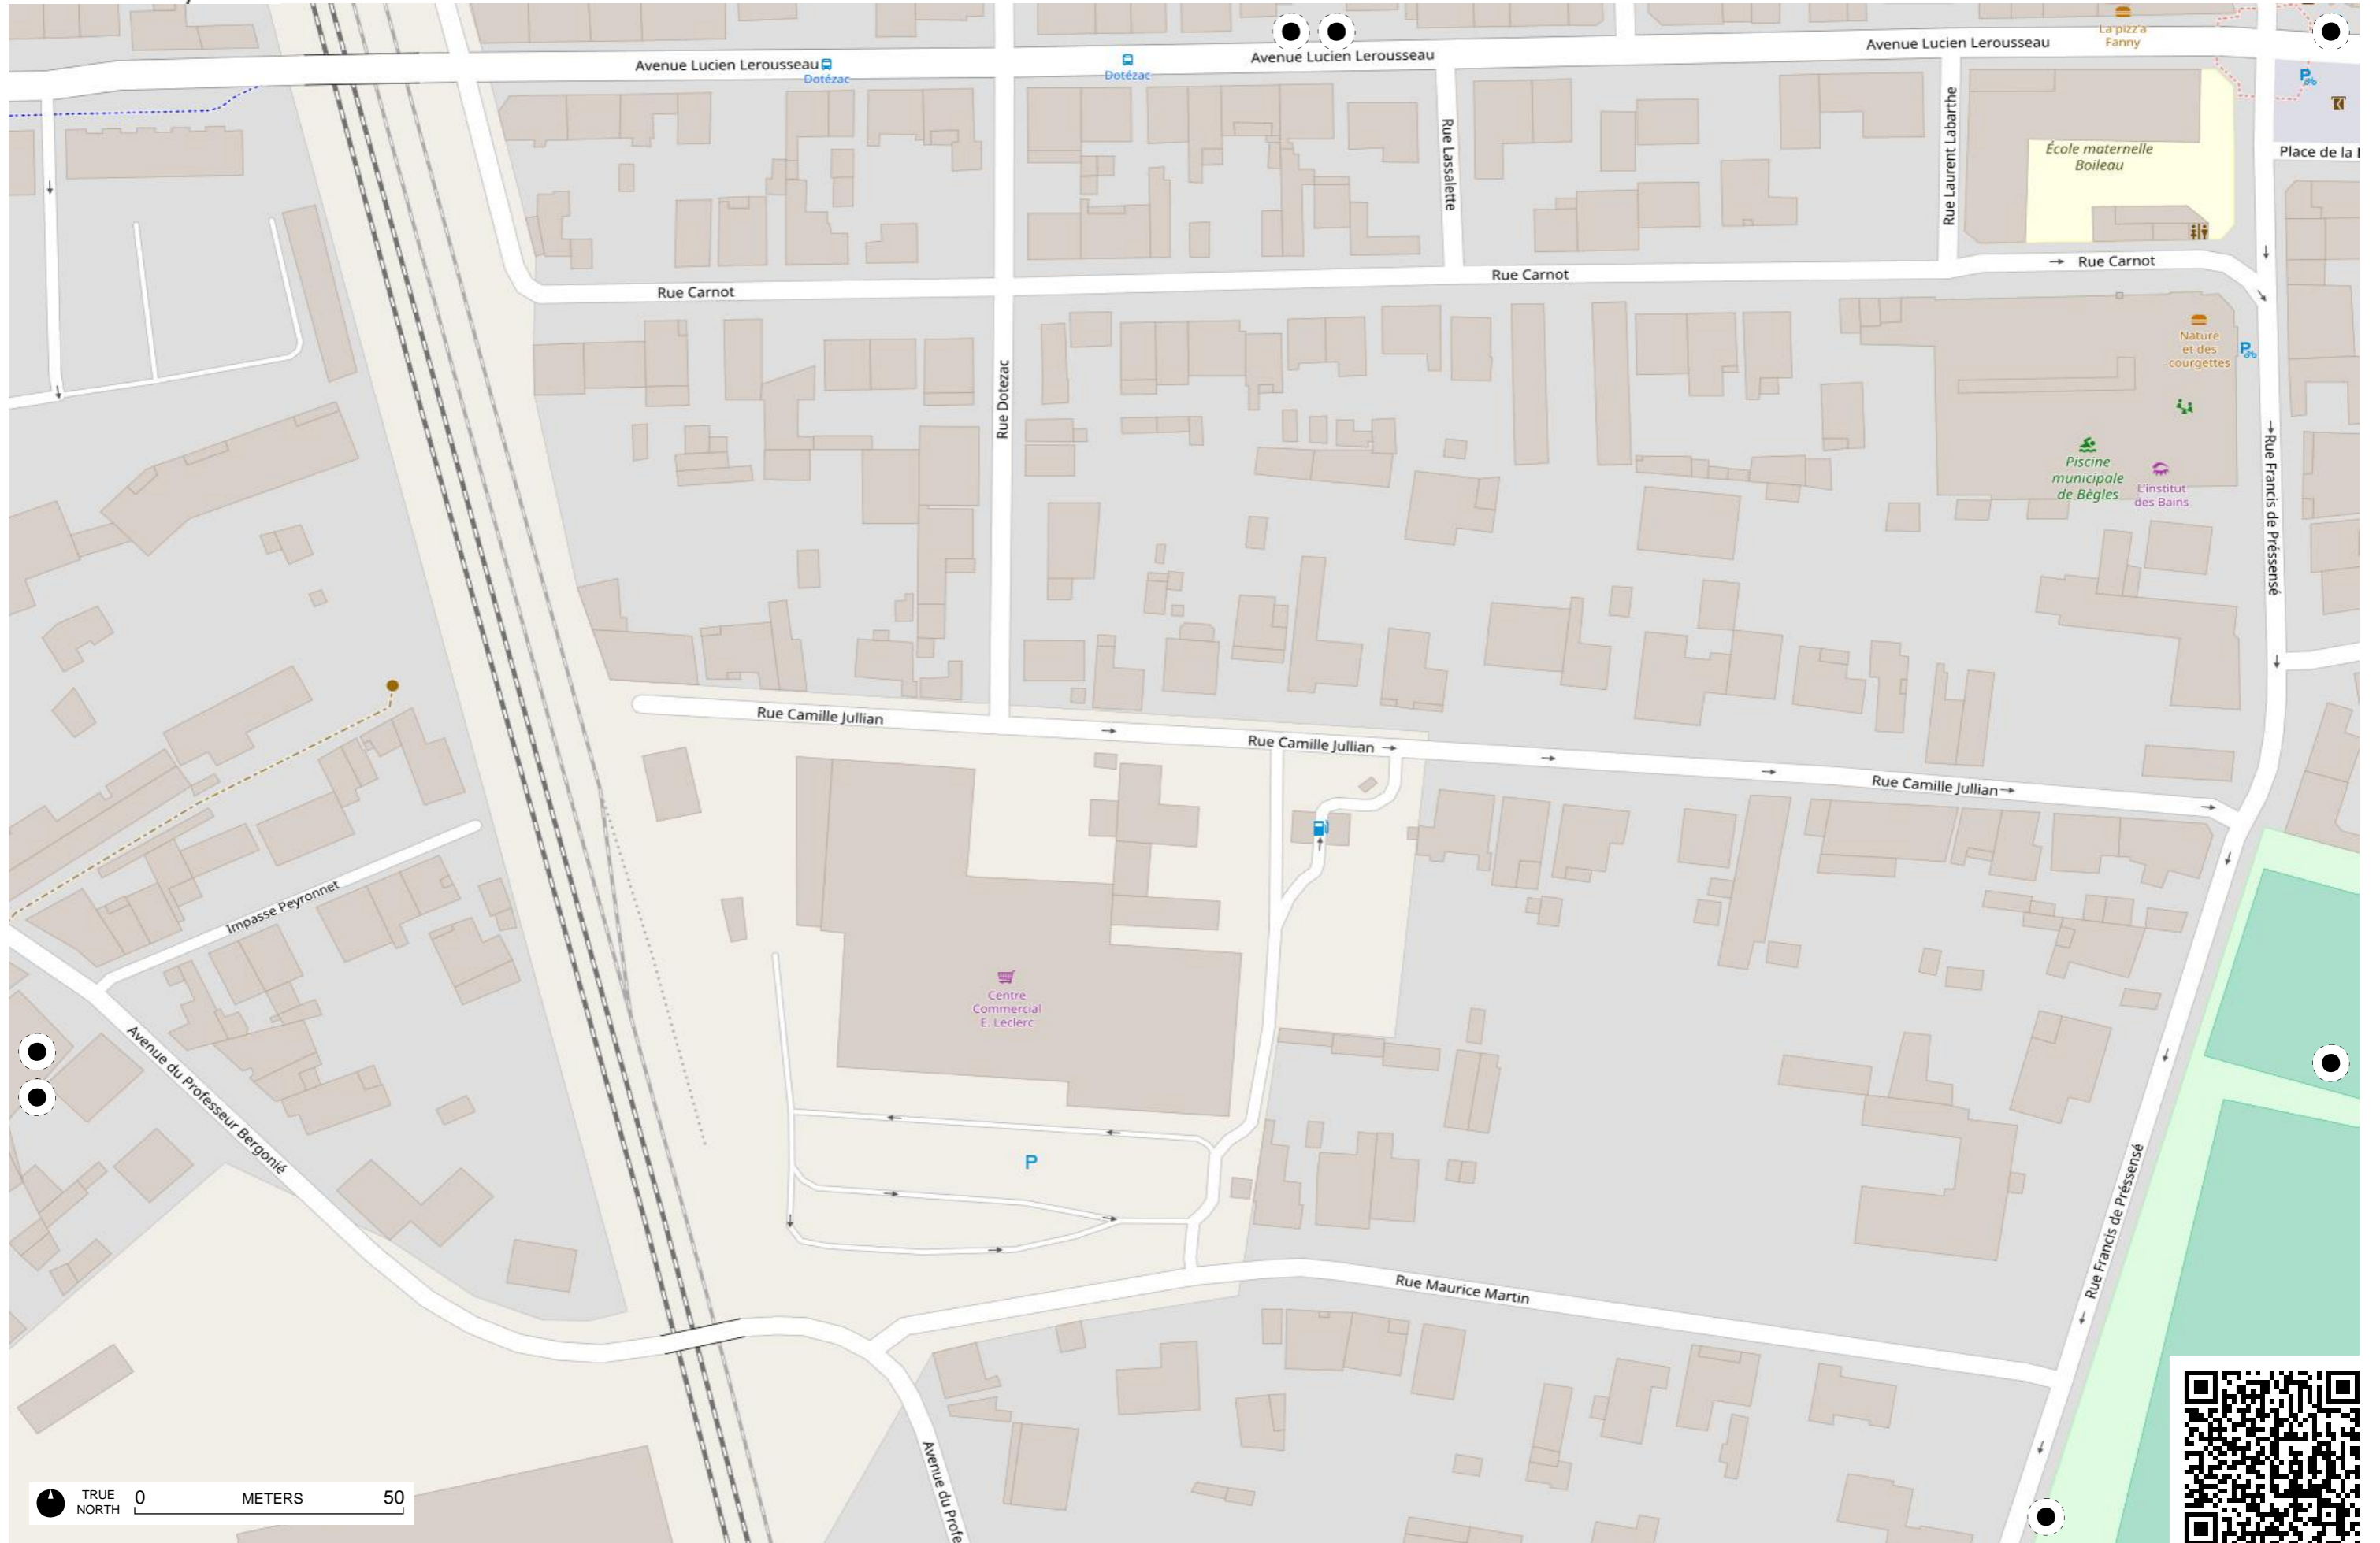 Avenue Lucien Lerousseau
Dotézac
Dotézac
Avenue Lucien Lerousseau
Avenue Lucien Lerousseau
La pizz'a
Fanny
Rue Lassalette
Rue Laurent Labarthe
École maternelle
Boileau
Place de la
Rue Carnot
Rue Carnot
Rue Carnot
Nature
et des
courgettes
Rue Dotezac
Piscine
municipale
de Bègles
L'institut
des Bains
Rue Francis de Préssensé
Rue Camille Jullian
Rue Camille Jullian
Rue Camille Jullian
Impasse Peyronnet
Centre
Commercial
E. Leclerc
Avenue du Professeur Bergonié
P
Rue Maurice Martin
Rue Francis de Préssensé
Avenue du Profe
TRUE
NORTH
0 METERS 50